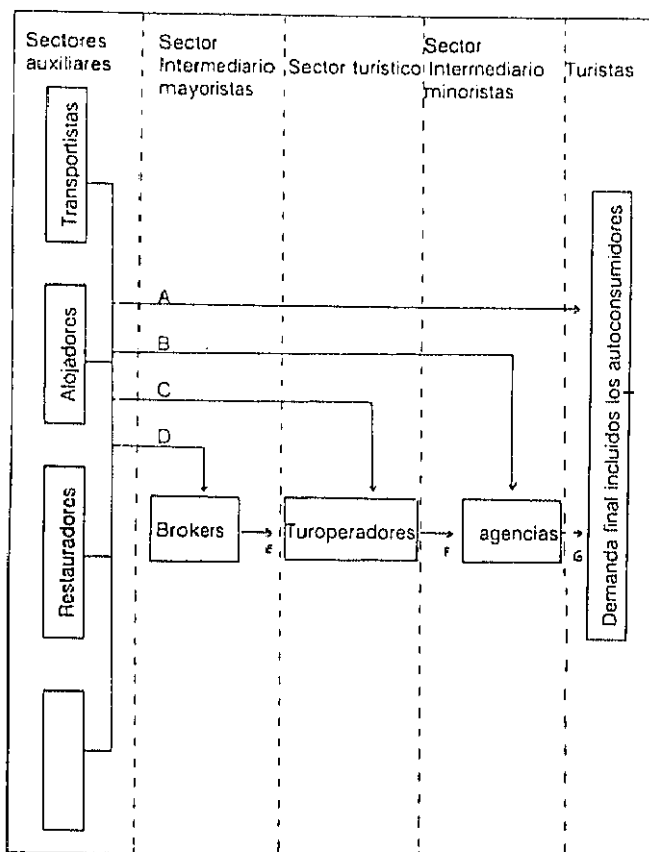 Sectores
auxiliares
Sector
Intermediario
mayoristas
Sector turístico
Sector
Intermediario
minoristas
Turistas
Transportistas
Alojadores
Restauradores
A
B
C
D
Brokers
E
Turoperadores
F
agencias
G
Demanda final incluidos los autoconsumidores